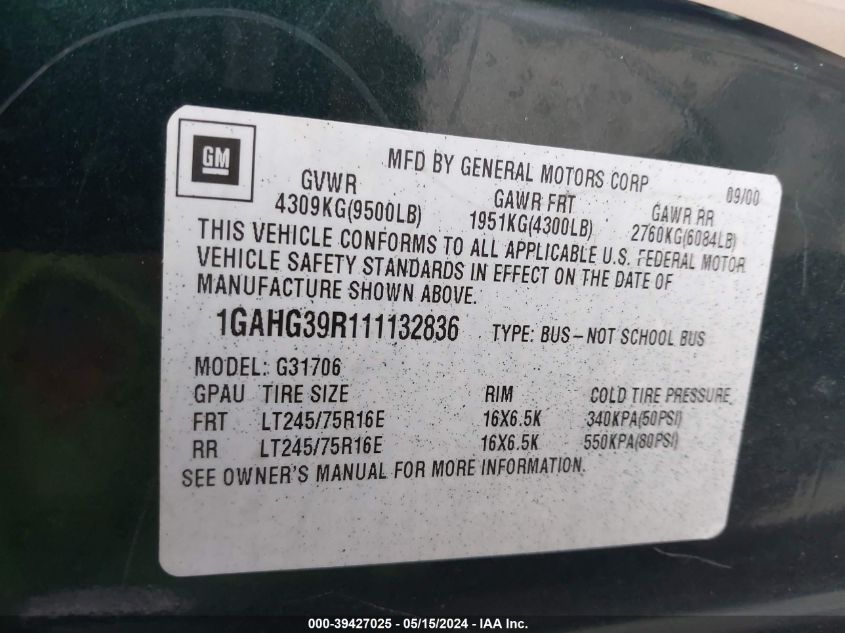 GM
MFD BY GENERAL MOTORS CORP 09/00
GVWR GAWR FRT GAWR RR
4309KG(9500LB) 1951KG(4300LB) 2760KG(6084LB)
THIS VEHICLE CONFORMS TO ALL APPLICABLE U.S. FEDERAL MOTOR
VEHICLE SAFETY STANDARDS IN EFFECT ON THE DATE OF
MANUFACTURE SHOWN ABOVE.
1GAHG39R111132836 TYPE: BUS-NOT SCHOOL BUS
MODEL: G31706
GPAU TIRE SIZE RIM COLD TIRE PRESSURE
FRT LT245/75R16E 16X6.5K 340KPA(50PSI)
RR LT245/75R16E 16X6.5K 550KPA(80PSI)
SEE OWNER'S MANUAL FOR MORE INFORMATION.
000-39427025 - 05/15/2024 - IAA Inc.